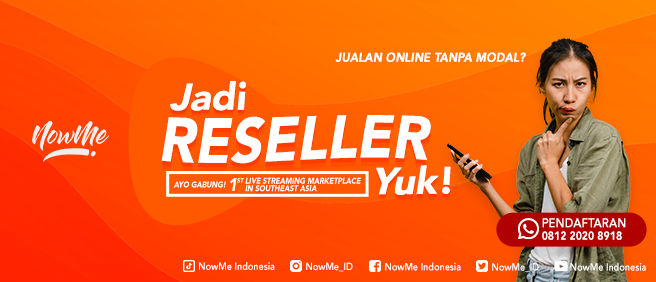 JUALAN ONLINE TANPA MODAL?
Jadi
RESELLER
Yuk!
NowMe
AYO GABUNG! 1ST LIVE STREAMING MARKETPLACE
IN SOUTHEAST ASIA
PENDAFTARAN
0812 2020 8918
NowMe Indonesia
NowMe_ID
NowMe Indonesia
NowMe_ID
NowMe Indonesia